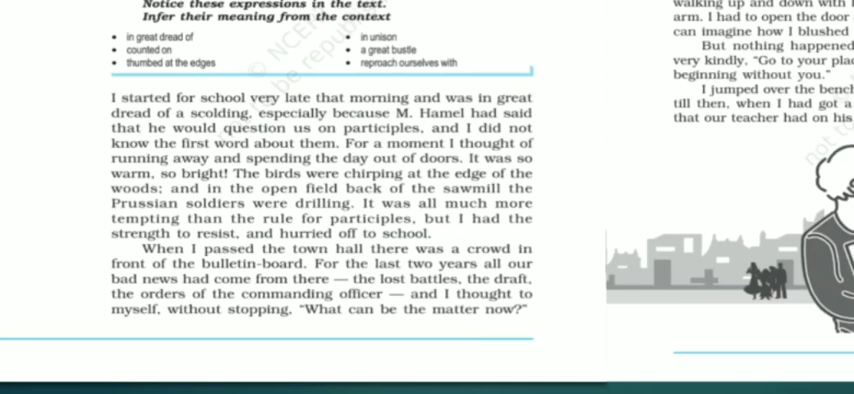 Notice these expressions in the text.
Infer their meaning from the context
• in great dread of
• counted on
• thumbed at the edges
• in unison
• a great bustle
• reproach ourselves with
I started for school very late that morning and was in great
dread of a scolding, especially because M. Hamel had said
that he would question us on participles, and I did not
know the first word about them. For a moment I thought of
running away and spending the day out of doors. It was so
warm, so bright! The birds were chirping at the edge of the
woods; and in the open field back of the sawmill the
Prussian soldiers were drilling. It was all much more
tempting than the rule for participles, but I had the
strength to resist, and hurried off to school.
When I passed the town hall there was a crowd in
front of the bulletin-board. For the last two years all our
bad news had come from there — the lost battles, the draft,
the orders of the commanding officer — and I thought to
myself, without stopping, “What can be the matter now?”
walking up and down with
arm. I had to open the door
can imagine how I blushed
But nothing happened
very kindly, “Go to your
beginning without you.”
I jumped over the
till then, when I had got a
that our teacher had on his
© NCE
be repub
not to